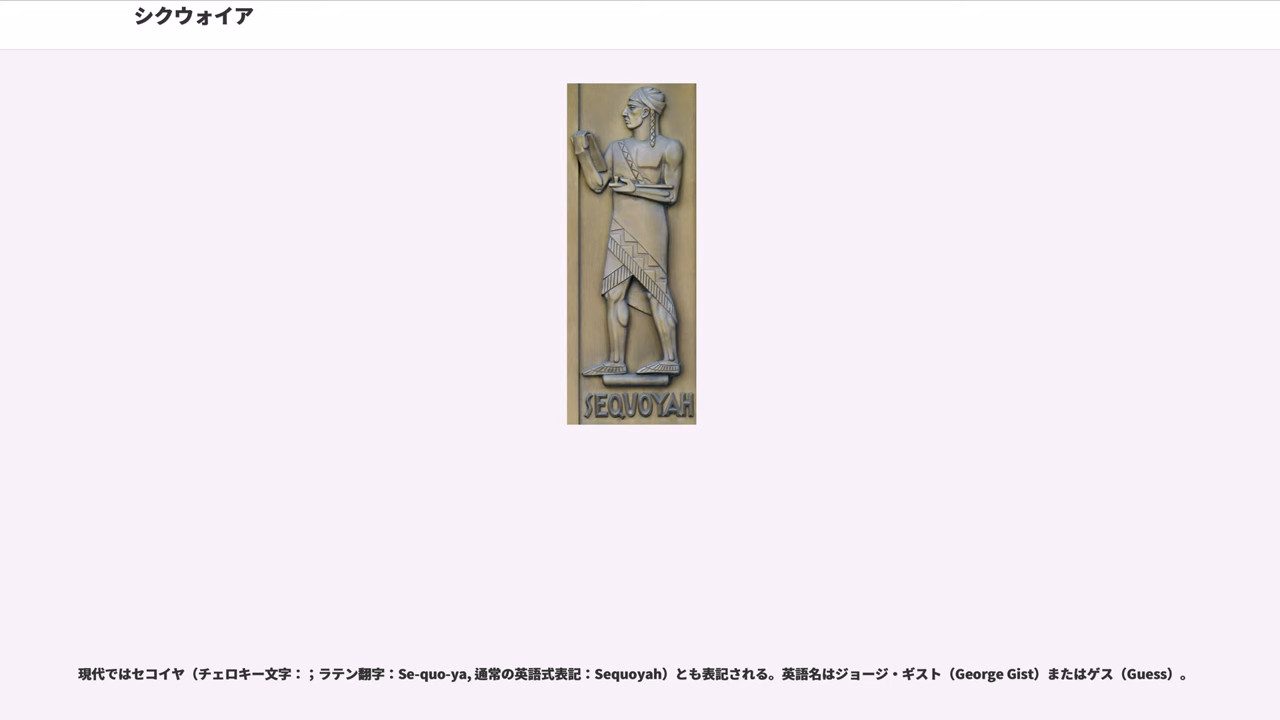 シクウォイア
SEQUOYAH
現代ではセコイヤ（チェロキー文字：；ラテン翻字：Se-quo-ya, 通常の英語式表記：Sequoyah）とも表記される。英語名はジョージ・ギスト（George Gist）またはゲス（Guess）。